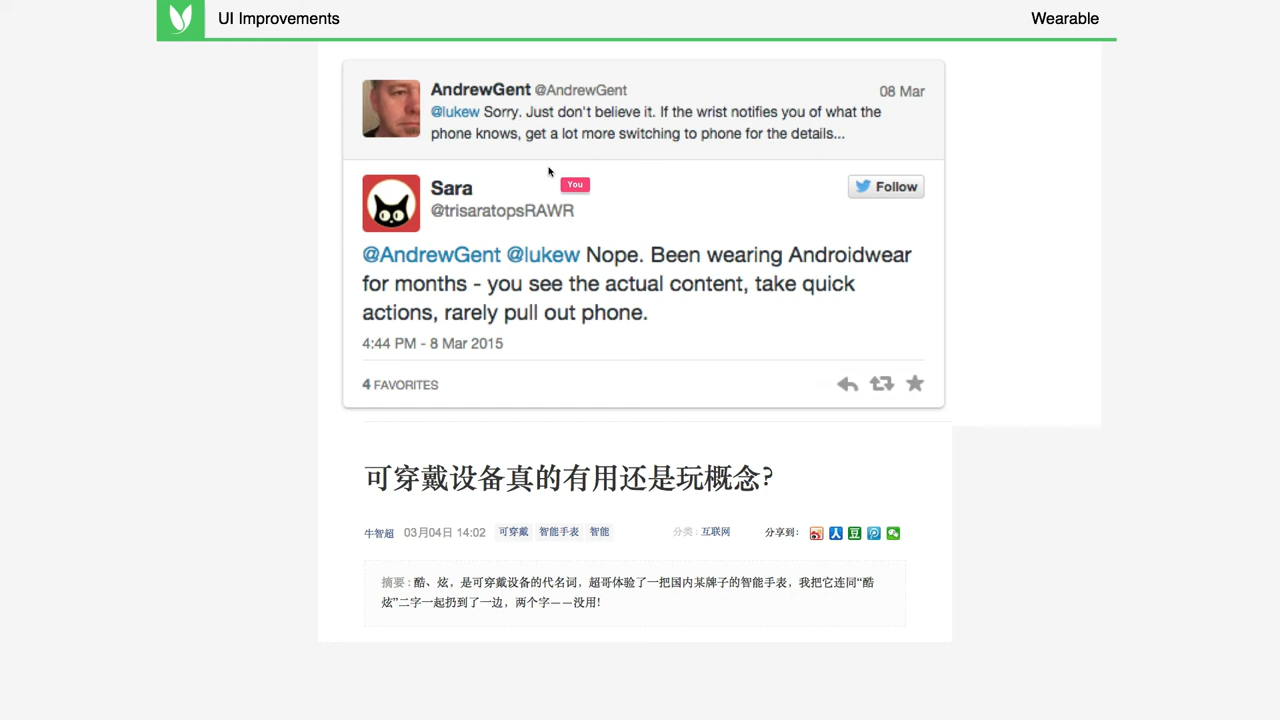 UI Improvements
Wearable
AndrewGent @AndrewGent
08 Mar
@lukew Sorry. Just don't believe it. If the wrist notifies you of what the
phone knows, get a lot more switching to phone for the details...
You
Sara
Follow
@trisaratopsRAWR
@AndrewGent @lukew Nope. Been wearing Androidwear
for months - you see the actual content, take quick
actions, rarely pull out phone.
4:44 PM - 8 Mar 2015
4 FAVORITES
可穿戴设备真的有用还是玩概念?
牛智超 03月04日 14:02 可穿戴 智能手表 智能 分类 : 互联网 分享到:
摘要 : 酷、炫，是可穿戴设备的代名词，超哥体验了一把国内某牌子的智能手表，我把它连同“酷
炫”二字一起扔到了一边，两个字——没用!